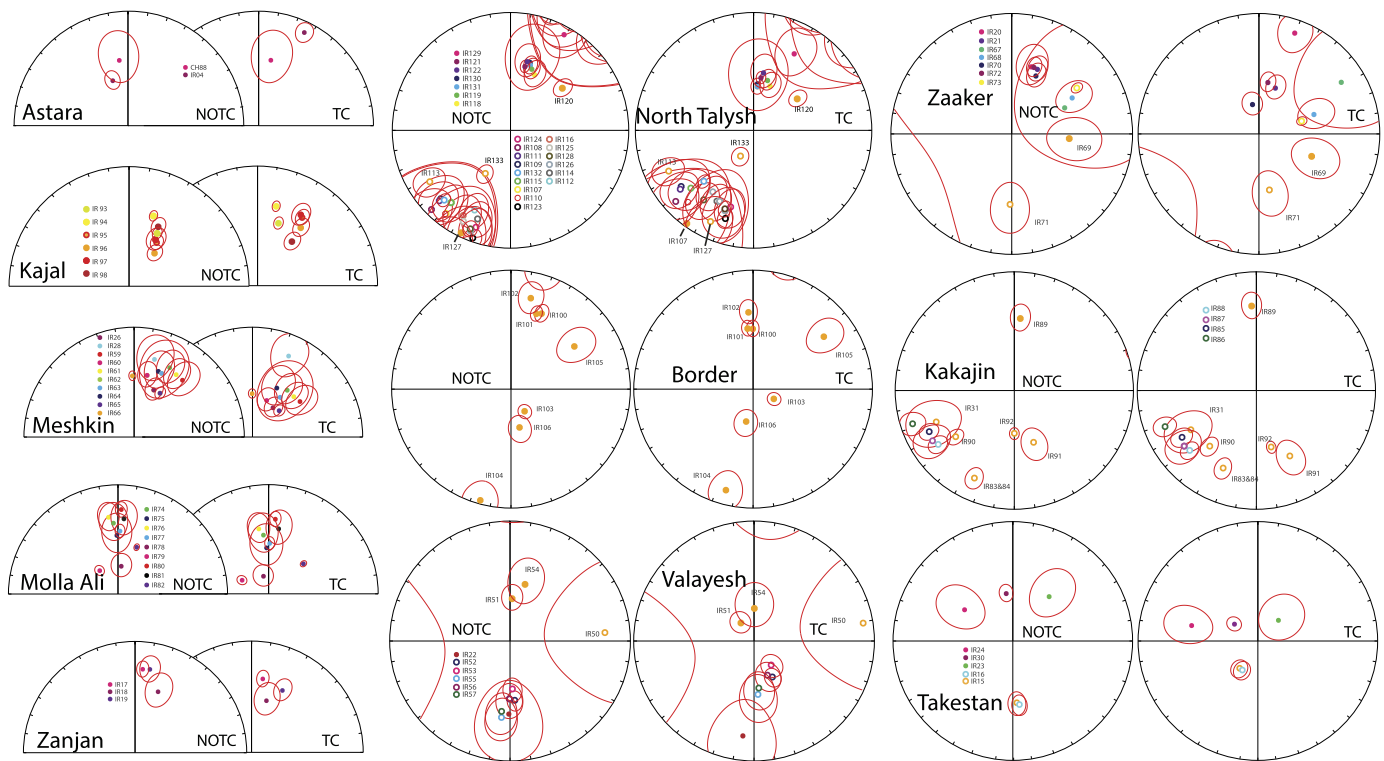 Astara
CH88
IR04
NOTC
TC
Kajal
IR 93
IR 94
IR 95
IR 96
IR 97
IR 98
NOTC
TC
Meshkin
IR26
IR28
IR59
IR60
IR61
IR62
IR63
IR64
IR65
IR66
NOTC
TC
Molla Ali
IR74
IR75
IR76
IR77
IR78
IR79
IR80
IR81
IR82
NOTC
TC
Zanjan
IR17
IR18
IR19
NOTC
TC
IR129
IR121
IR122
IR130
IR131
IR119
IR118
NOTC
IR120
IR124
IR108
IR111
IR109
IR132
IR115
IR107
IR110
IR123
IR116
IR125
IR128
IR126
IR114
IR112
IR133
IR113
IR127
North Talysh
TC
IR120
IR133
IR113
IR107
IR127
IR102
IR101
IR100
IR105
NOTC
IR103
IR106
IR104
Border
IR102
IR101
IR100
IR105
TC
IR103
IR106
IR104
IR54
IR51
NOTC
IR50
IR22
IR52
IR53
IR55
IR56
IR57
Valayesh
IR54
IR51
IR50
TC
Zaaker
IR20
IR21
IR67
IR68
IR70
IR72
IR73
NOTC
IR69
IR71
TC
IR69
IR71
Kakajin
IR89
NOTC
IR31
IR90
IR92
IR91
IR83&84
IR88
IR87
IR85
IR86
IR89
TC
IR31
IR90
IR92
IR91
IR83&84
Takestan
NOTC
IR24
IR30
IR23
IR16
IR15
TC